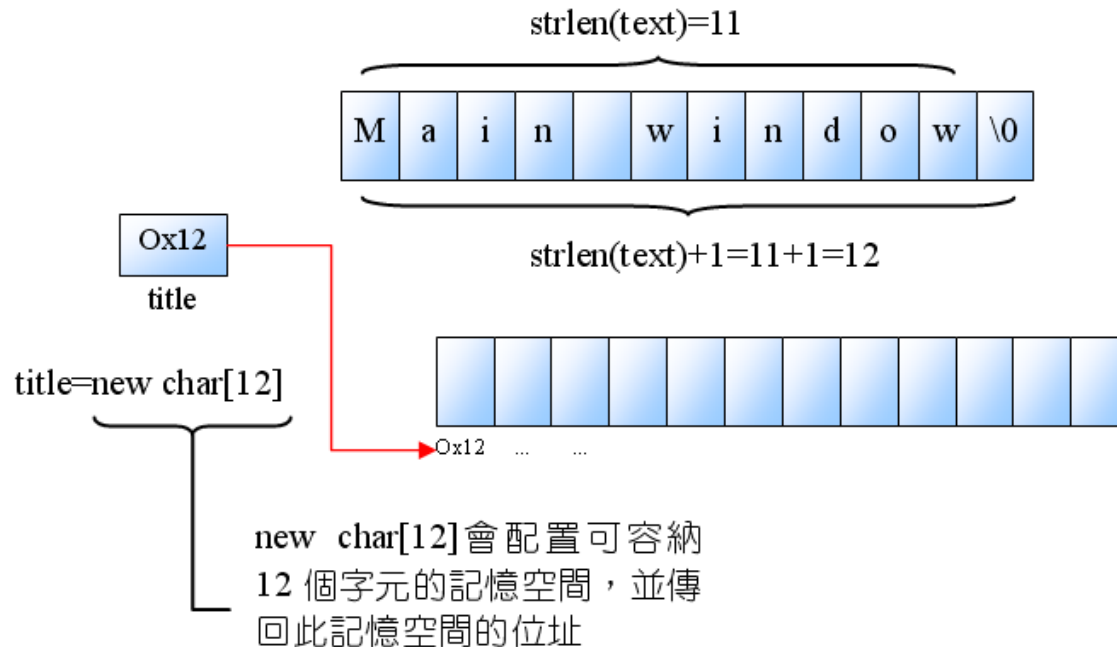 strlen(text)=11
M a i n w i n d o w \0
strlen(text)+1=11+1=12
Ox12
title
title=new char[12]
Ox12 ... ...
new char[12]會配置可容納
12 個字元的記憶空間，並傳
回此記憶空間的位址